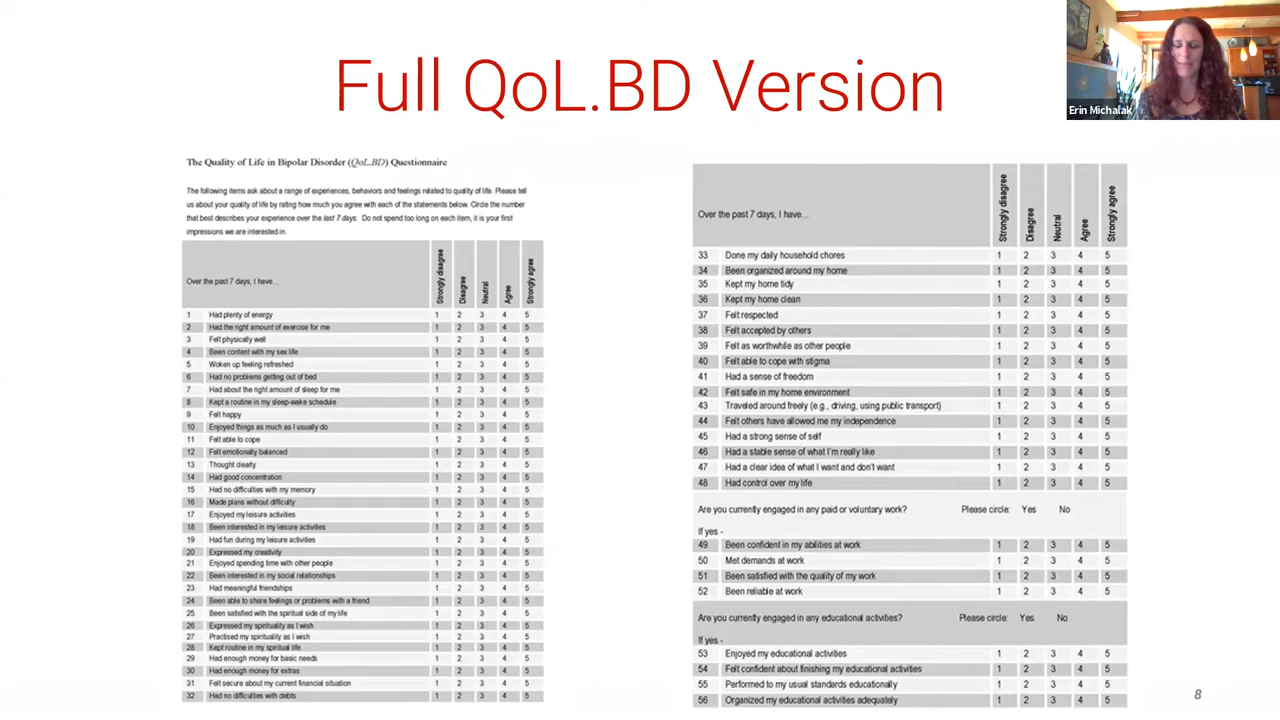 Full QoL.BD Version
Erin Michalak
The Quality of Life in Bipolar Disorder (QoL.BD) Questionnaire
The following items ask about a range of experiences, behaviors and feelings related to quality of life. Please tell
us about your quality of life by rating how much you agree with each of the statements below. Circle the number
that best describes your experience over the last 7 days. Do not spend too long on each item, it is your first
impressions we are interested in.
Over the past 7 days, I have... Strongly disagree Disagree Neutral Agree Strongly agree
1 Had plenty of energy 1 2 3 4 5
2 Had the right amount of exercise for me 1 2 3 4 5
3 Felt physically well 1 2 3 4 5
4 Been content with my sex life 1 2 3 4 5
5 Woken up feeling refreshed 1 2 3 4 5
6 Had no problems getting out of bed 1 2 3 4 5
7 Had about the right amount of sleep for me 1 2 3 4 5
8 Kept a routine in my sleep-wake schedule 1 2 3 4 5
9 Felt happy 1 2 3 4 5
10 Enjoyed things as much as I usually do 1 2 3 4 5
11 Felt able to cope 1 2 3 4 5
12 Felt emotionally balanced 1 2 3 4 5
13 Thought clearly 1 2 3 4 5
14 Had good concentration 1 2 3 4 5
15 Had no difficulties with my memory 1 2 3 4 5
16 Made plans without difficulty 1 2 3 4 5
17 Enjoyed my leisure activities 1 2 3 4 5
18 Been interested in my leisure activities 1 2 3 4 5
19 Had fun during my leisure activities 1 2 3 4 5
20 Expressed my creativity 1 2 3 4 5
21 Enjoyed spending time with other people 1 2 3 4 5
22 Been interested in my social relationships 1 2 3 4 5
23 Had meaningful friendships 1 2 3 4 5
24 Been able to share feelings or problems with a friend 1 2 3 4 5
25 Been satisfied with the spiritual side of my life 1 2 3 4 5
26 Expressed my spirituality as I wish 1 2 3 4 5
27 Practised my spirituality as I wish 1 2 3 4 5
28 Kept routine in my spiritual life 1 2 3 4 5
29 Had enough money for basic needs 1 2 3 4 5
30 Had enough money for extras 1 2 3 4 5
31 Felt secure about my current financial situation 1 2 3 4 5
32 Had no difficulties with debts 1 2 3 4 5
Over the past 7 days, I have... Strongly disagree Disagree Neutral Agree Strongly agree
33 Done my daily household chores 1 2 3 4 5
34 Been organized around my home 1 2 3 4 5
35 Kept my home tidy 1 2 3 4 5
36 Kept my home clean 1 2 3 4 5
37 Felt respected 1 2 3 4 5
38 Felt accepted by others 1 2 3 4 5
39 Felt as worthwhile as other people 1 2 3 4 5
40 Felt able to cope with stigma 1 2 3 4 5
41 Had a sense of freedom 1 2 3 4 5
42 Felt safe in my home environment 1 2 3 4 5
43 Traveled around freely (e.g., driving, using public transport) 1 2 3 4 5
44 Felt others have allowed me my independence 1 2 3 4 5
45 Had a strong sense of self 1 2 3 4 5
46 Had a stable sense of what I'm really like 1 2 3 4 5
47 Had a clear idea of what I want and don't want 1 2 3 4 5
48 Had control over my life 1 2 3 4 5
Are you currently engaged in any paid or voluntary work? Please circle: Yes No
If yes -
49 Been confident in my abilities at work 1 2 3 4 5
50 Met demands at work 1 2 3 4 5
51 Been satisfied with the quality of my work 1 2 3 4 5
52 Been reliable at work 1 2 3 4 5
Are you currently engaged in any educational activities? Please circle: Yes No
If yes -
53 Enjoyed my educational activities 1 2 3 4 5
54 Felt confident about finishing my educational activities 1 2 3 4 5
55 Performed to my usual standards educationally 1 2 3 4 5
56 Organized my educational activities adequately 1 2 3 4 5
8